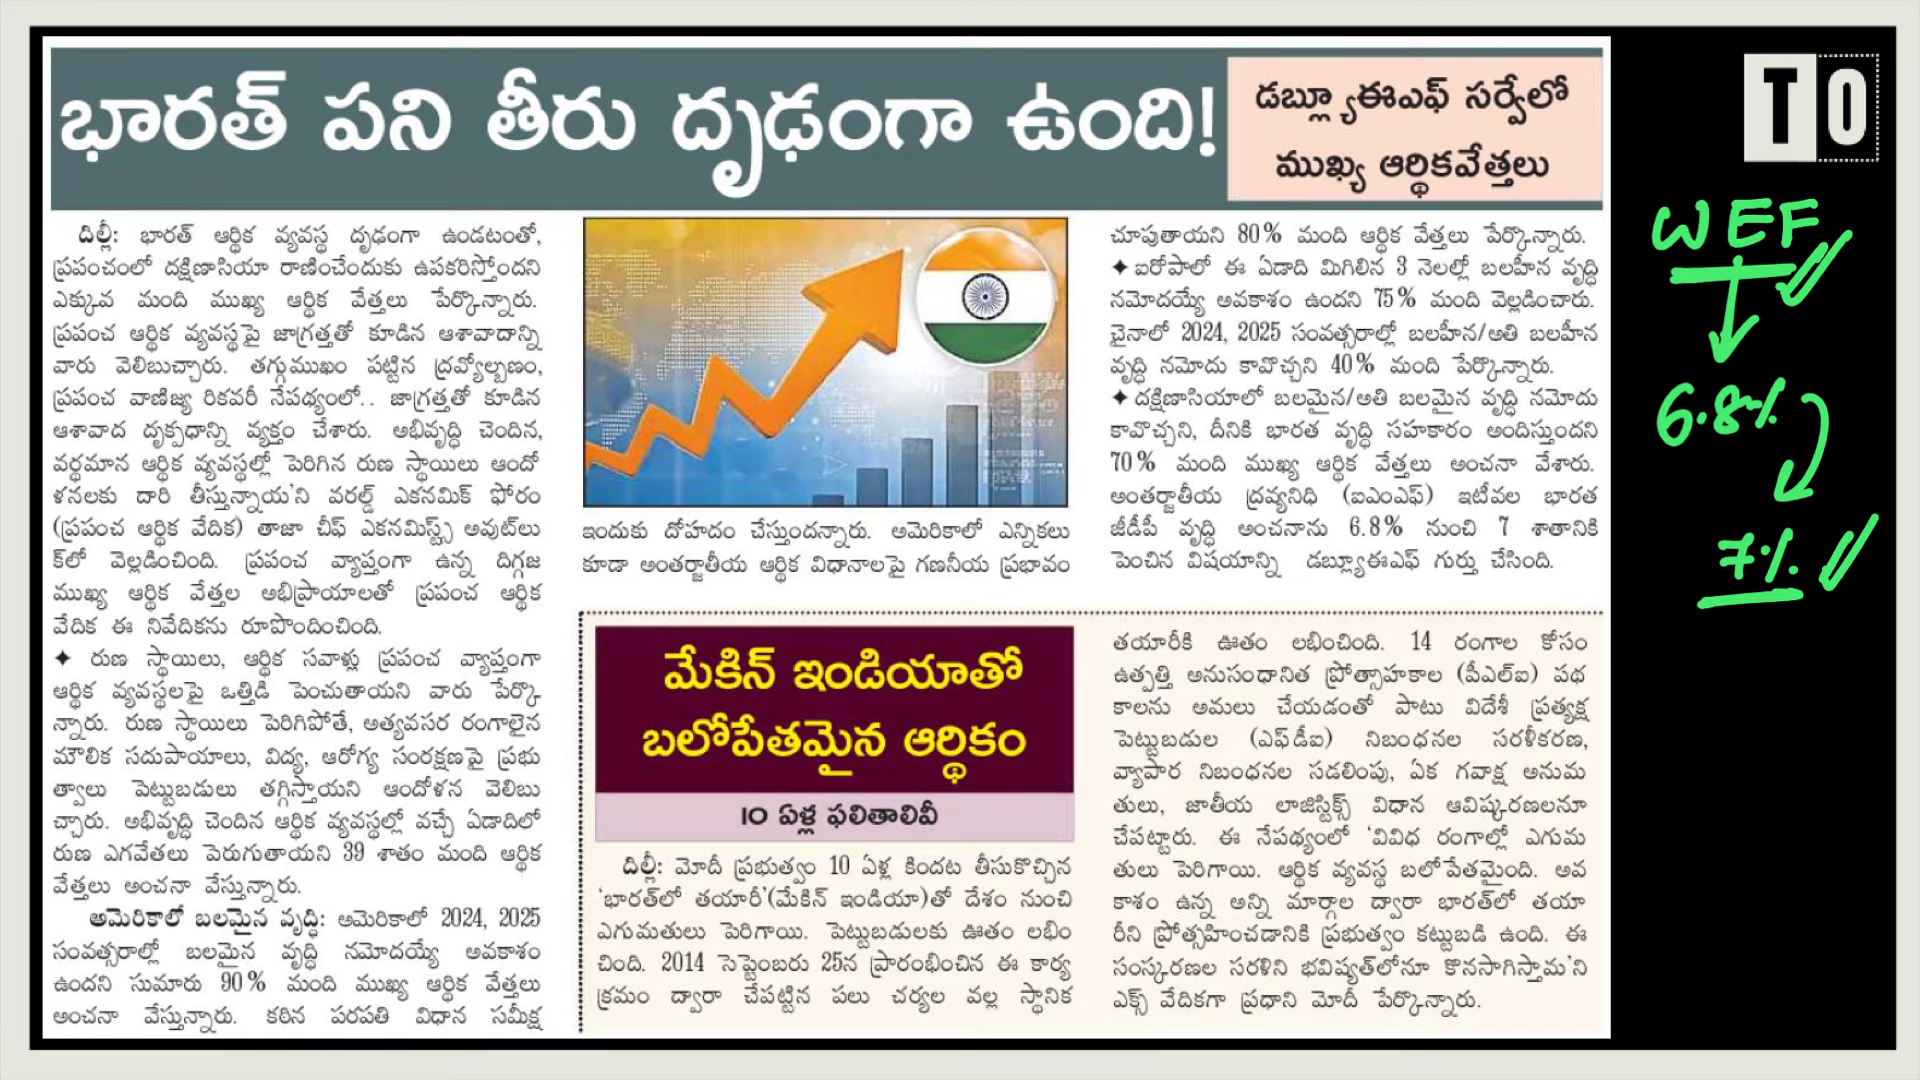 భారత్ పని తీరు దృఢంగా ఉంది!
డబ్ల్యూఈఎఫ్ సర్వేలో
ముఖ్య ఆర్థికవేత్తలు
దిల్లీ: భారత్ ఆర్థిక వ్యవస్థ దృఢంగా ఉండటంతో,
ప్రపంచంలో దక్షిణాసియా రాణించేందుకు ఉపకరిస్తోందని
ఎక్కువ మంది ముఖ్య ఆర్థిక వేత్తలు పేర్కొన్నారు.
ప్రపంచ ఆర్థిక వ్యవస్థపై జాగ్రత్తతో కూడిన ఆశావాదాన్ని
వారు వెలిబుచ్చారు. తగ్గుముఖం పట్టిన ద్రవ్యోల్బణం,
ప్రపంచ వాణిజ్య రికవరీ నేపథ్యంలో.. జాగ్రత్తతో కూడిన
ఆశావాద దృక్పథాన్ని వ్యక్తం చేశారు. అభివృద్ధి చెందిన,
వర్ధమాన ఆర్థిక వ్యవస్థల్లో పెరిగిన రుణ స్థాయిలు ఆందో
ళనలకు దారి తీస్తున్నాయ'ని వరల్డ్ ఎకనమిక్ ఫోరం
(ప్రపంచ ఆర్థిక వేదిక) తాజా చీఫ్ ఎకనమిస్ట్స్ అవుట్‌లు
క్‌లో వెల్లడించింది. ప్రపంచ వ్యాప్తంగా ఉన్న దిగ్గజ
ముఖ్య ఆర్థిక వేత్తల అభిప్రాయాలతో ప్రపంచ ఆర్థిక
వేదిక ఈ నివేదికను రూపొందించింది.
✦ రుణ స్థాయిలు, ఆర్థిక సవాళ్లు ప్రపంచ వ్యాప్తంగా
ఆర్థిక వ్యవస్థలపై ఒత్తిడి పెంచుతాయని వారు పేర్కొ
న్నారు. రుణ స్థాయిలు పెరిగిపోతే, అత్యవసర రంగాలైన
మౌలిక సదుపాయాలు, విద్య, ఆరోగ్య సంరక్షణపై ప్రభు
త్వాలు పెట్టుబడులు తగ్గిస్తాయని ఆందోళన వెలిబు
చ్చారు. అభివృద్ధి చెందిన ఆర్థిక వ్యవస్థల్లో వచ్చే ఏడాదిలో
రుణ ఎగవేతలు పెరుగుతాయని 39 శాతం మంది ఆర్థిక
వేత్తలు అంచనా వేస్తున్నారు.
అమెరికాలో బలమైన వృద్ధి: అమెరికాలో 2024, 2025
సంవత్సరాల్లో బలమైన వృద్ధి నమోదయ్యే అవకాశం
ఉందని సుమారు 90% మంది ముఖ్య ఆర్థిక వేత్తలు
అంచనా వేస్తున్నారు. కఠిన పరపతి విధాన సమీక్ష
ఇందుకు దోహదం చేస్తుందన్నారు. అమెరికాలో ఎన్నికలు
కూడా అంతర్జాతీయ ఆర్థిక విధానాలపై గణనీయ ప్రభావం
చూపుతాయని 80% మంది ఆర్థిక వేత్తలు పేర్కొన్నారు.
✦ ఐరోపాలో ఈ ఏడాది మిగిలిన 3 నెలల్లో బలహీన వృద్ధి
నమోదయ్యే అవకాశం ఉందని 75% మంది వెల్లడించారు.
చైనాలో 2024, 2025 సంవత్సరాల్లో బలహీన/అతి బలహీన
వృద్ధి నమోదు కావొచ్చని 40% మంది పేర్కొన్నారు.
✦ దక్షిణాసియాలో బలమైన/అతి బలమైన వృద్ధి నమోదు
కావొచ్చని, దీనికి భారత వృద్ధి సహకారం అందిస్తుందని
70% మంది ముఖ్య ఆర్థిక వేత్తలు అంచనా వేశారు.
అంతర్జాతీయ ద్రవ్యనిధి (ఐఎంఎఫ్) ఇటీవల భారత
జీడీపీ వృద్ధి అంచనాను 6.8% నుంచి 7 శాతానికి
పెంచిన విషయాన్ని డబ్ల్యూఈఎఫ్ గుర్తు చేసింది.
మేకిన్ ఇండియాతో
బలోపేతమైన ఆర్థికం
10 ఏళ్ల ఫలితాలివీ
దిల్లీ: మోదీ ప్రభుత్వం 10 ఏళ్ల కిందట తీసుకొచ్చిన
'భారత్‌లో తయారీ'(మేకిన్ ఇండియా)తో దేశం నుంచి
ఎగుమతులు పెరిగాయి. పెట్టుబడులకు ఊతం లభిం
చింది. 2014 సెప్టెంబరు 25న ప్రారంభించిన ఈ కార్య
క్రమం ద్వారా చేపట్టిన పలు చర్యల వల్ల స్థానిక
తయారీకి ఊతం లభించింది. 14 రంగాల కోసం
ఉత్పత్తి అనుసంధానిత ప్రోత్సాహకాల (పీఎల్ఐ) పథ
కాలను అమలు చేయడంతో పాటు విదేశీ ప్రత్యక్ష
పెట్టుబడుల (ఎఫ్‌డీఐ) నిబంధనల సరళీకరణ,
వ్యాపార నిబంధనల సడలింపు, ఏక గవాక్ష అనుమ
తులు, జాతీయ లాజిస్టిక్స్ విధాన ఆవిష్కరణలనూ
చేపట్టారు. ఈ నేపథ్యంలో 'వివిధ రంగాల్లో ఎగుమ
తులు పెరిగాయి. ఆర్థిక వ్యవస్థ బలోపేతమైంది. అవ
కాశం ఉన్న అన్ని మార్గాల ద్వారా భారత్‌లో తయా
రీని ప్రోత్సహించడానికి ప్రభుత్వం కట్టుబడి ఉంది. ఈ
సంస్కరణల సరళిని భవిష్యత్‌లోనూ కొనసాగిస్తామ'ని
ఎక్స్ వేదికగా ప్రధాని మోదీ పేర్కొన్నారు.
TO
WEF
6.8%
7%